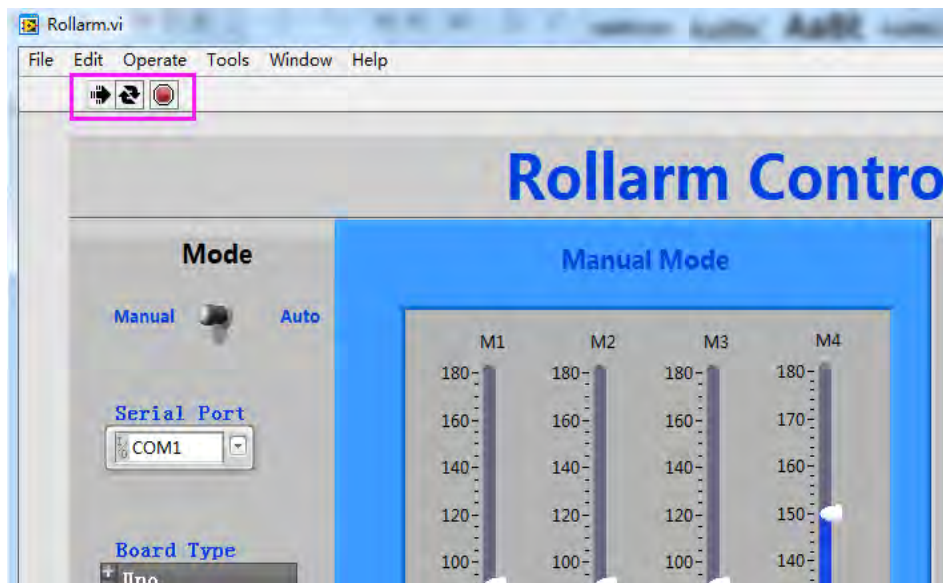 Rollarm.vi
File Edit Operate Tools Window Help
Rollarm Contro
Mode
Manual Mode
Manual Auto
M1 M2 M3 M4
180 180 180 180
Serial Port
160 160 160 170
COM1
140 140 140 160
120 120 120 150
Board Type
100 100 100 140
Uno